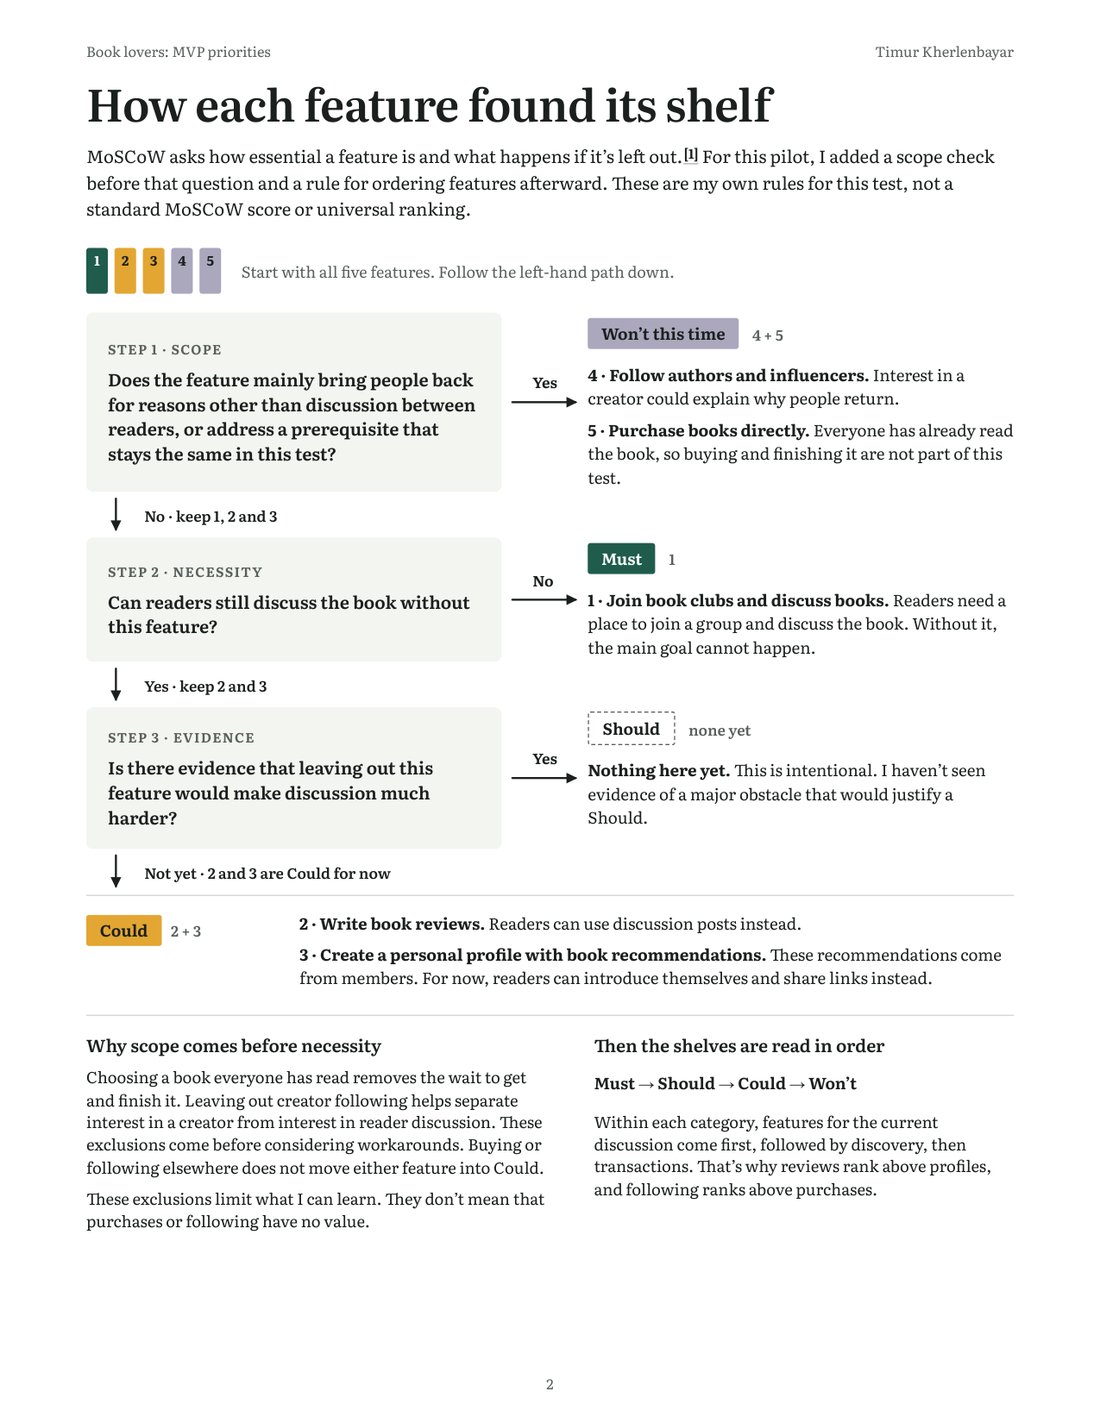 Book lovers: MVP priorities
Timur Kherlenbayar
How each feature found its shelf
MoSCoW asks how essential a feature is and what happens if it’s left out.[1] For this pilot, I added a scope check
before that question and a rule for ordering features afterward. These are my own rules for this test, not a
standard MoSCoW score or universal ranking.
1 2 3 4 5
Start with all five features. Follow the left-hand path down.
STEP 1 · SCOPE
Does the feature mainly bring people back
for reasons other than discussion between
readers, or address a prerequisite that
stays the same in this test?
Yes
Won’t this time 4 + 5
4 · Follow authors and influencers. Interest in a
creator could explain why people return.
5 · Purchase books directly. Everyone has already read
the book, so buying and finishing it are not part of this
test.
No · keep 1, 2 and 3
STEP 2 · NECESSITY
Can readers still discuss the book without
this feature?
No
Must 1
1 · Join book clubs and discuss books. Readers need a
place to join a group and discuss the book. Without it,
the main goal cannot happen.
Yes · keep 2 and 3
STEP 3 · EVIDENCE
Is there evidence that leaving out this
feature would make discussion much
harder?
Yes
Should none yet
Nothing here yet. This is intentional. I haven’t seen
evidence of a major obstacle that would justify a
Should.
Not yet · 2 and 3 are Could for now
Could 2 + 3
2 · Write book reviews. Readers can use discussion posts instead.
3 · Create a personal profile with book recommendations. These recommendations come
from members. For now, readers can introduce themselves and share links instead.
Why scope comes before necessity
Choosing a book everyone has read removes the wait to get
and finish it. Leaving out creator following helps separate
interest in a creator from interest in reader discussion. These
exclusions come before considering workarounds. Buying or
following elsewhere does not move either feature into Could.
These exclusions limit what I can learn. They don’t mean that
purchases or following have no value.
Then the shelves are read in order
Must → Should → Could → Won’t
Within each category, features for the current
discussion come first, followed by discovery, then
transactions. That’s why reviews rank above profiles,
and following ranks above purchases.
2